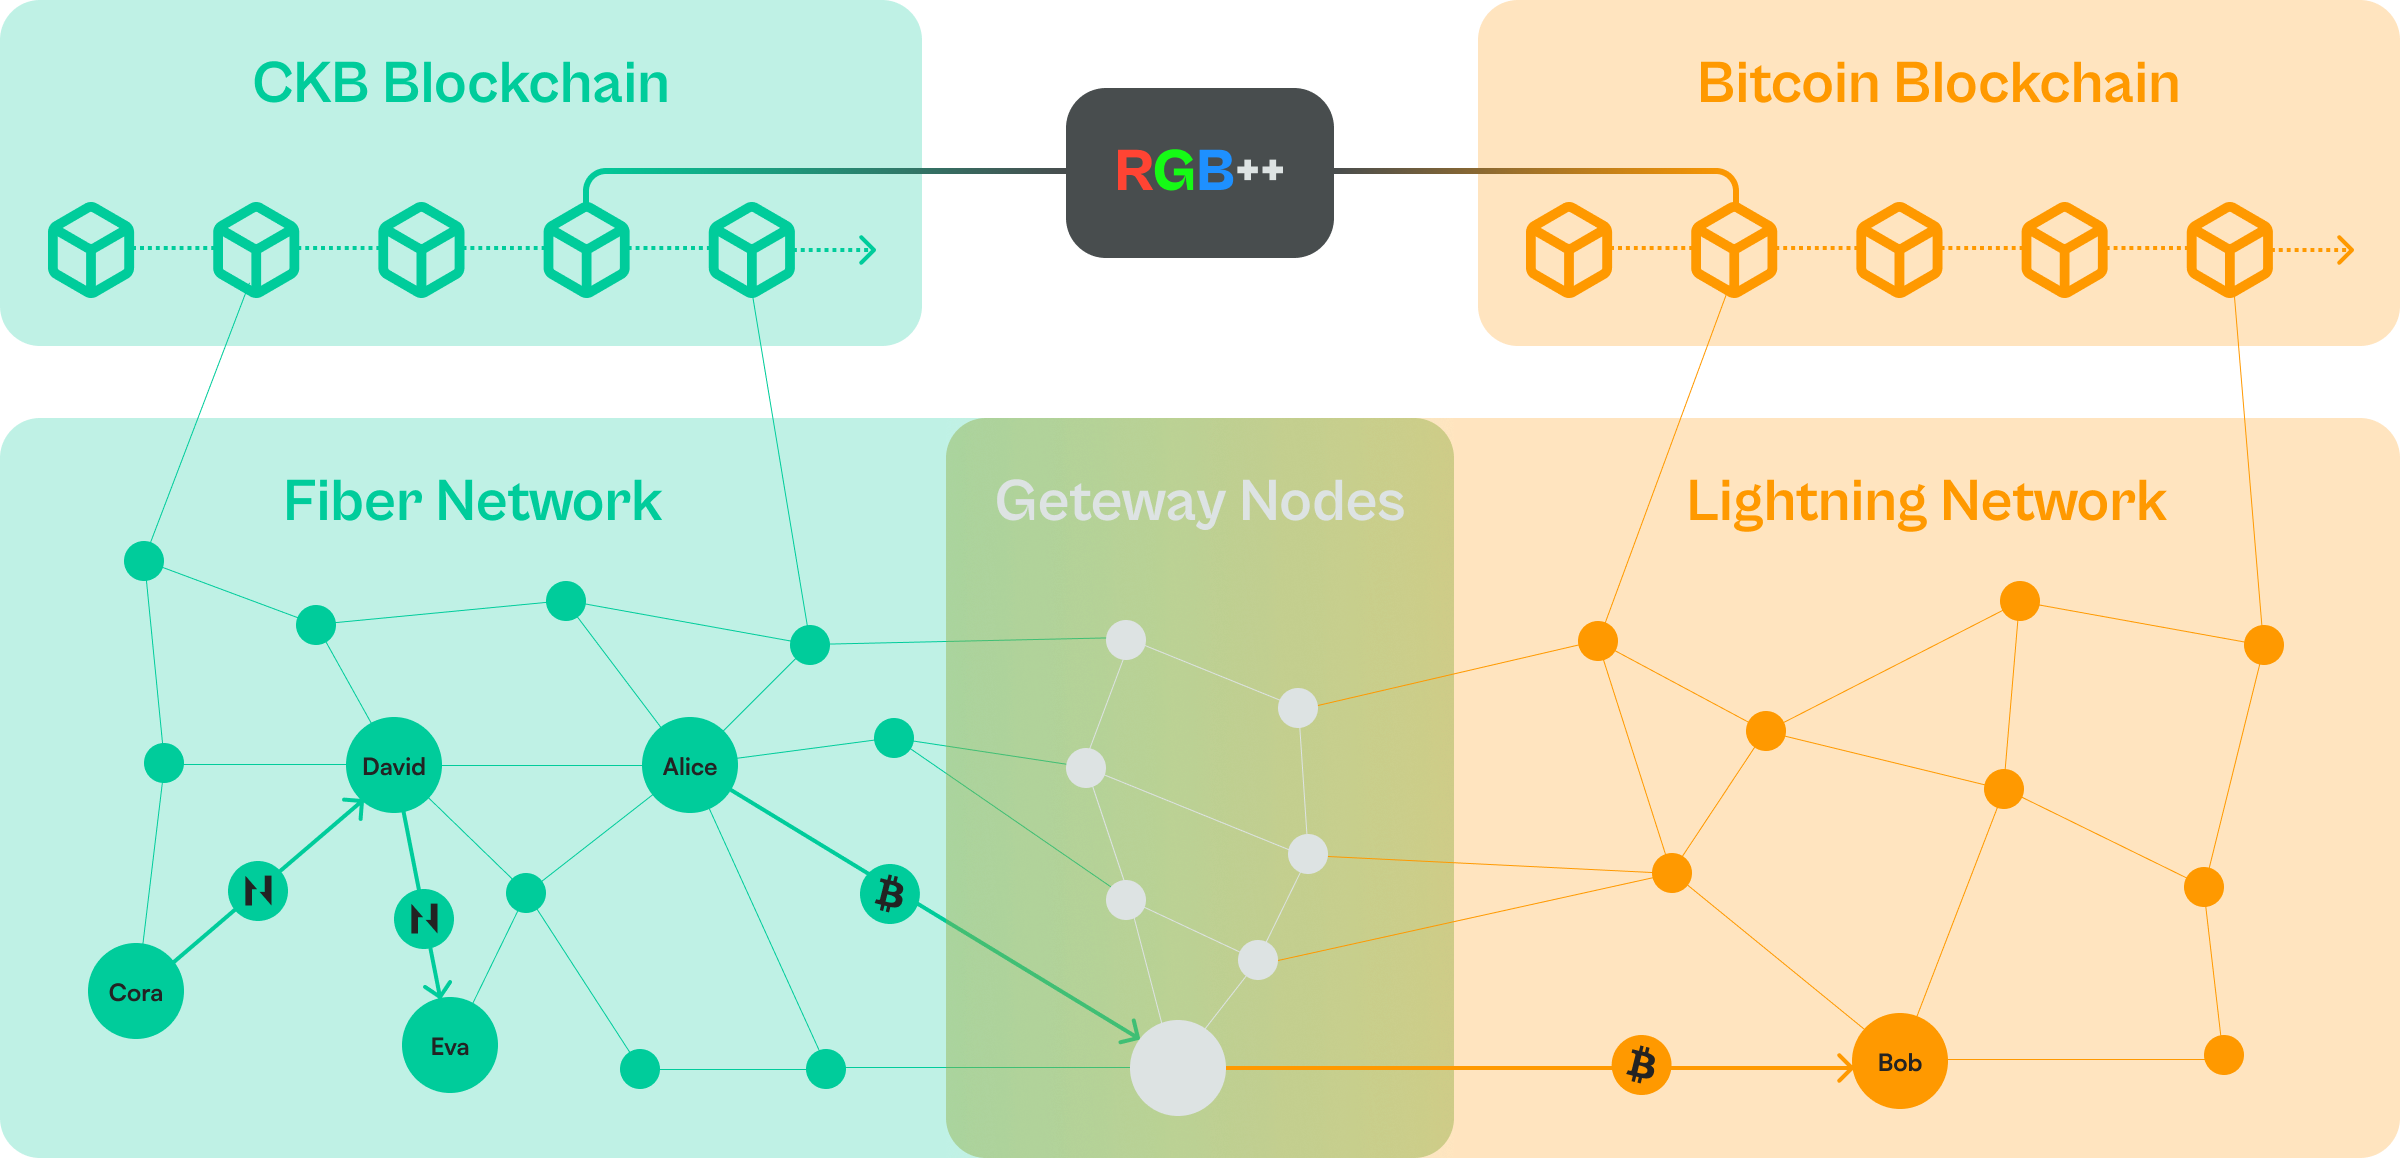 CKB Blockchain
Bitcoin Blockchain
RGB++
Fiber Network
Geteway Nodes
Lightning Network
David
Alice
Cora
Eva
Bob